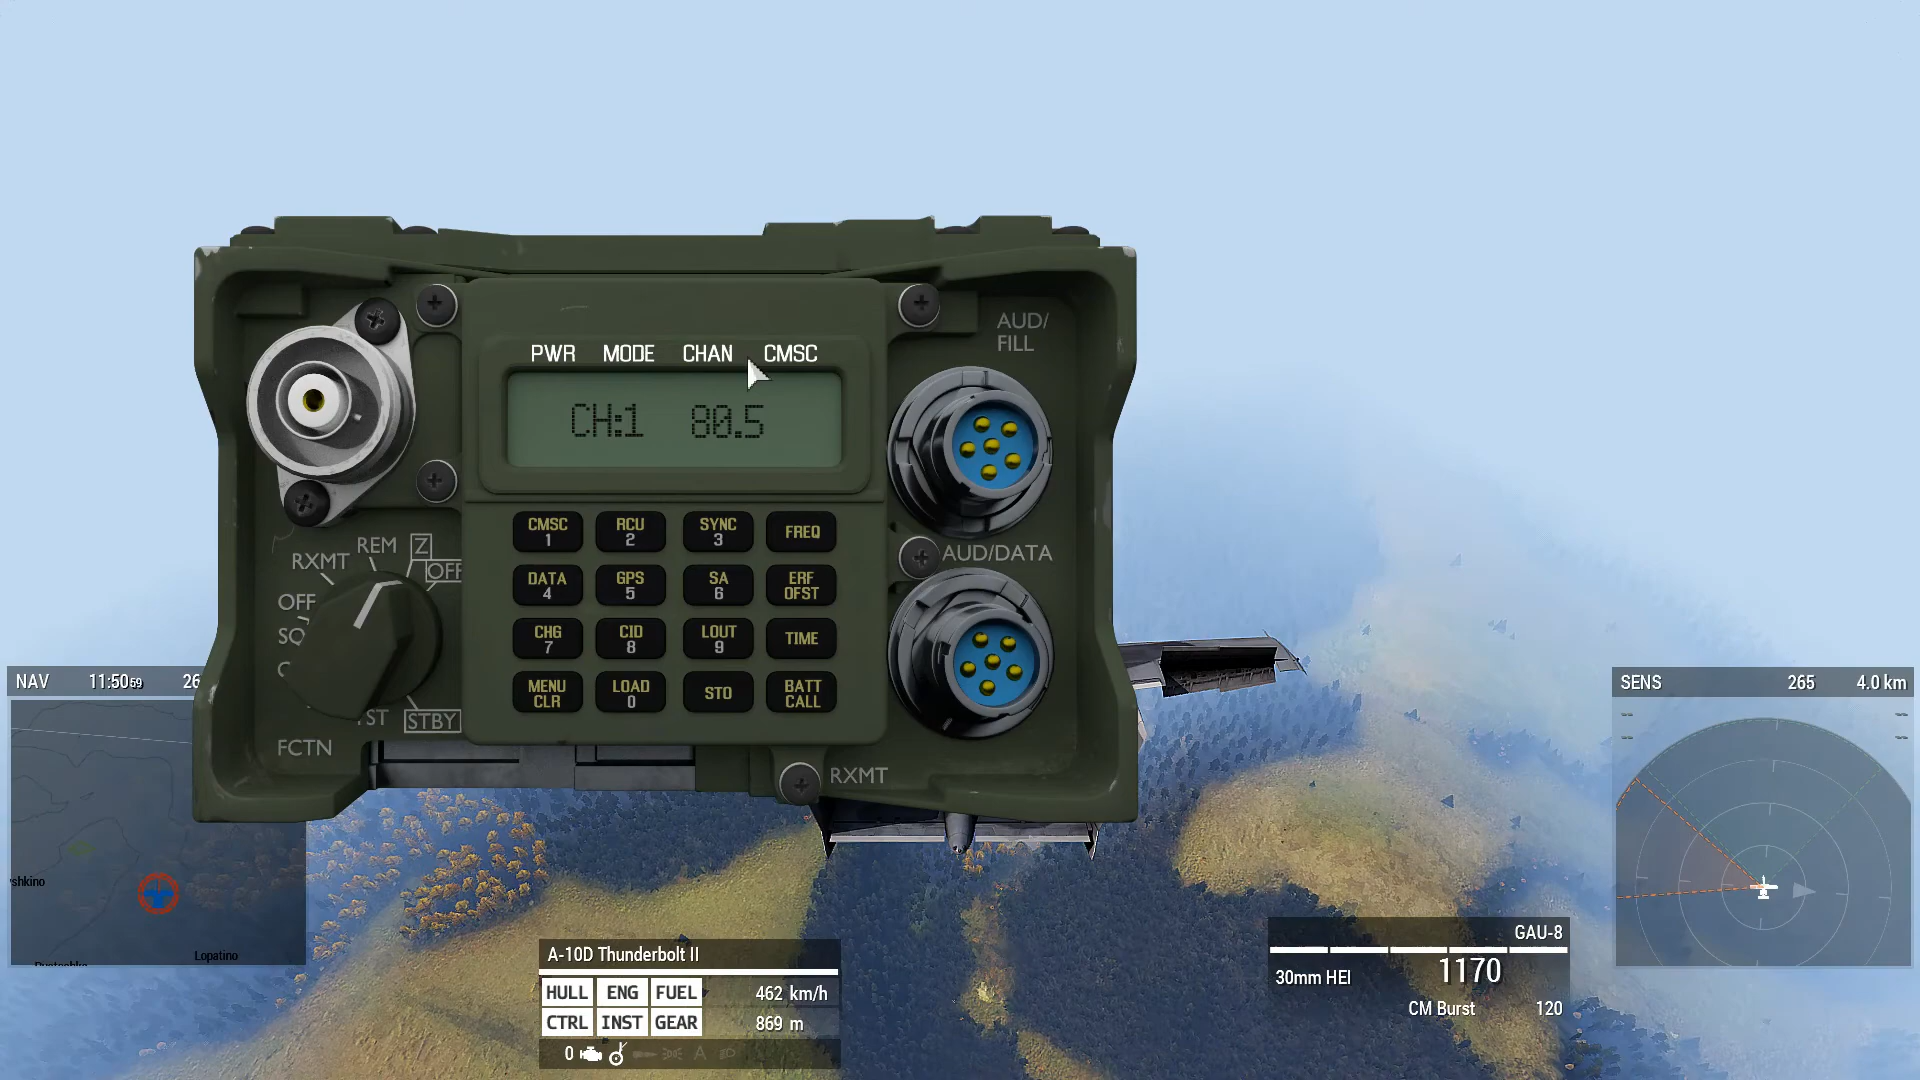 AUD/
FILL
PWR MODE CHAN CMSC
CH:1 80.5
CMSC
1
RCU
2
SYNC
3
FREQ
DATA
4
GPS
5
SA
6
ERF
OFST
CHG
7
CID
8
LOUT
9
TIME
MENU
CLR
LOAD
0
STO
BATT
CALL
AUD/DATA
RXMT
REM
Z
OFF
OFF
STBY
FCTN
RXMT
NAV 11:50 69 26
Lopatino
SENS 265 4.0 km
A-10D Thunderbolt II
HULL ENG FUEL 462 km/h
CTRL INST GEAR 869 m
0 A
GAU-8
30mm HEI 1170
CM Burst 120